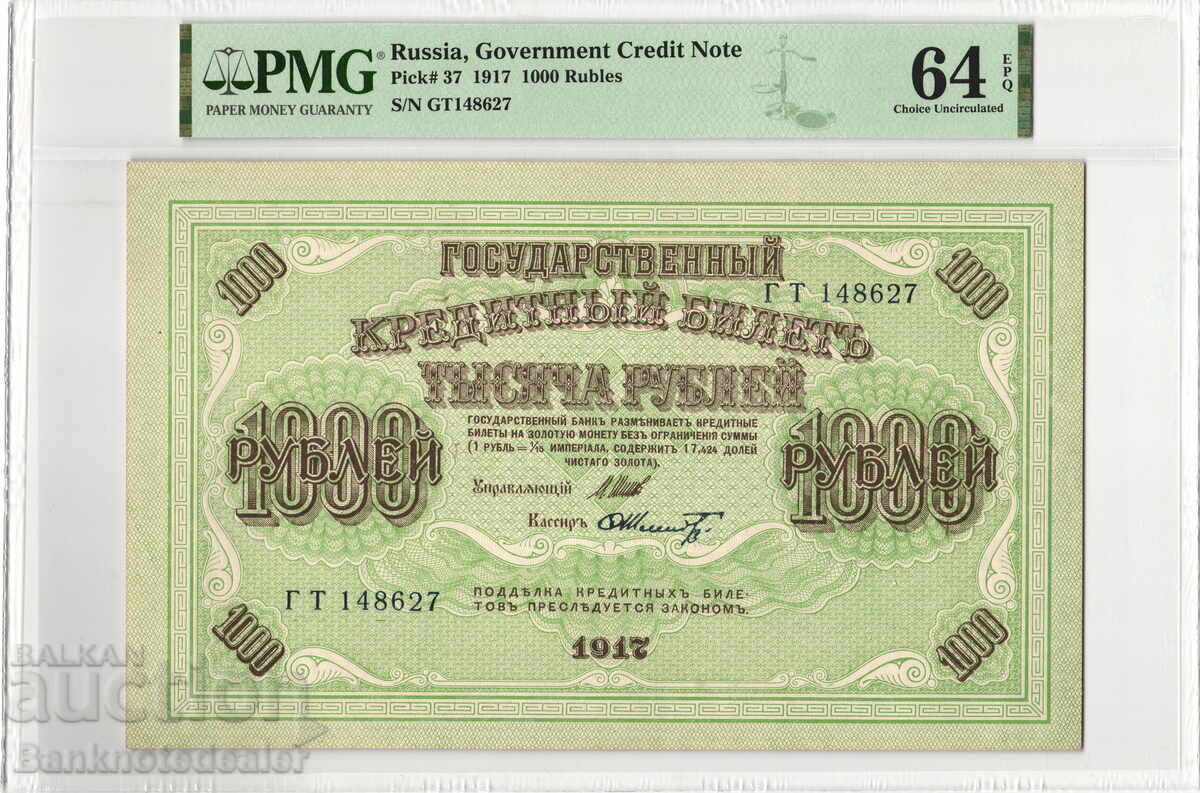 PMG®
PAPER MONEY GUARANTY
Russia, Government Credit Note
Pick# 37 1917 1000 Rubles
S/N GT148627
64 EPQ
Choice Uncirculated
1000
1000
ГОСУДАРСТВЕННЫЙ
ГТ 148627
КРЕДИТНЫЙ БИЛЕТЪ
ТЫСЯЧА РУБЛЕЙ
ГОСУДАРСТВЕННЫЙ БАНКЪ РАЗМѢНИВАЕТЪ КРЕДИТНЫЕ
БИЛЕТЫ НА ЗОЛОТУЮ МОНЕТУ БЕЗЪ ОГРАНИЧЕНІЯ СУММЫ
(1 РУБЛЬ = 1/15 ИМПЕРІАЛА, СОДЕРЖИТЪ 17,424 ДОЛЕЙ
ЧИСТАГО ЗОЛОТА).
1000
РУБЛЕЙ
1000
РУБЛЕЙ
Управляющій
Кассиръ
ГТ 148627
ПОДДѢЛКА КРЕДИТНЫХЪ БИЛЕ-
ТОВЪ ПРЕСЛѢДУЕТСЯ ЗАКОНОМЪ.
1000
1917
1000
BALKAN
auction
Banknotedealer